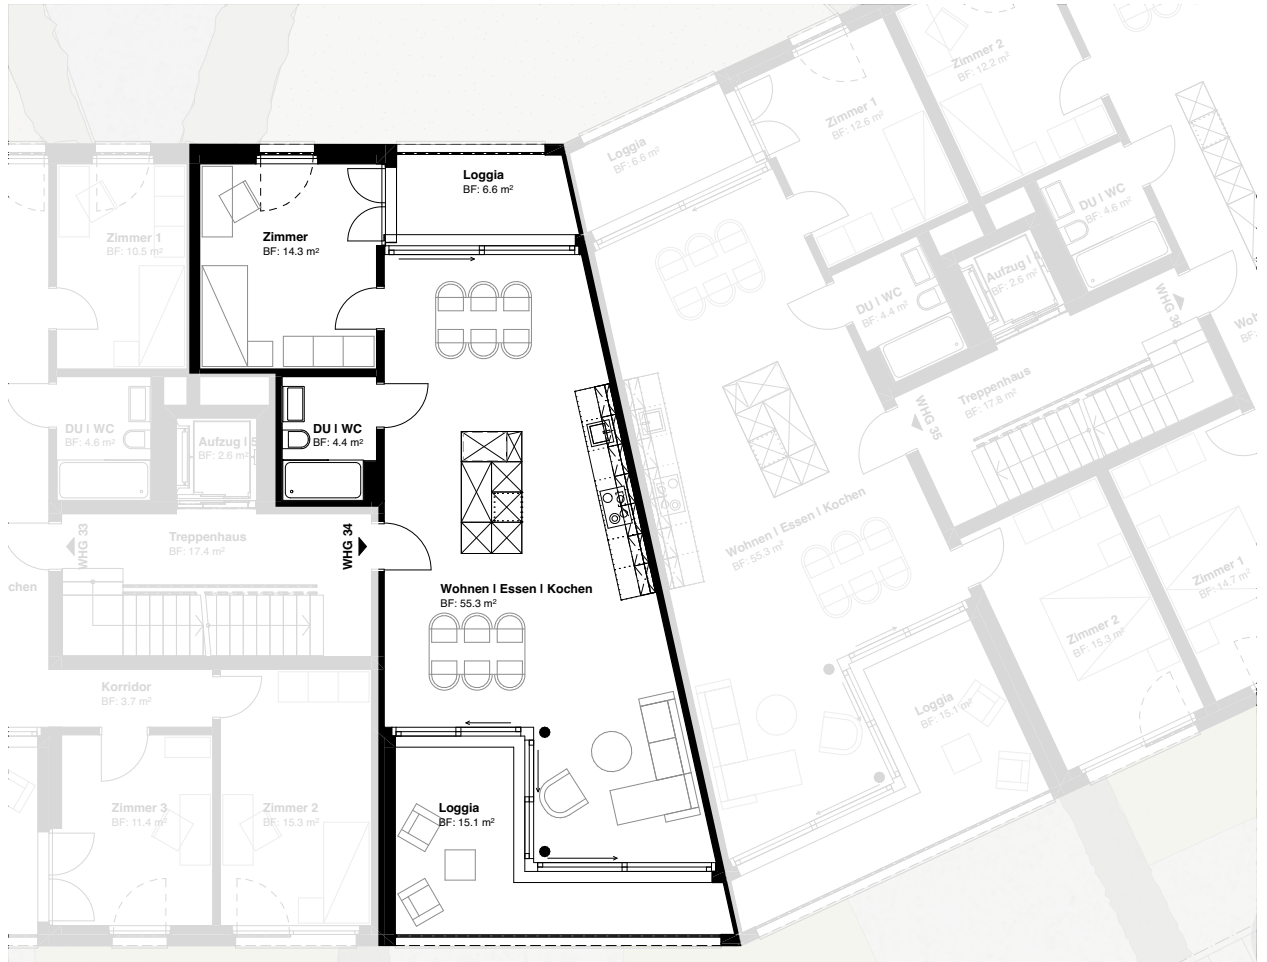 Zimmer 2
BF: 12.2 m²
Zimmer 1
BF: 12.6 m²
Loggia
BF: 6.6 m²
Loggia
BF: 6.6 m²
DU I WC
BF: 4.6 m²
Zimmer 1
BF: 10.5 m²
Zimmer
BF: 14.3 m²
Aufzug I 4
BF: 2.6 m²
DU I WC
BF: 4.4 m²
WHG 36
Woh
BF:
Treppenhaus
BF: 17.8 m²
WHG 35
DU I WC
BF: 4.6 m²
Aufzug I 5
BF: 2.6 m²
DU I WC
BF: 4.4 m²
WHG 33
Treppenhaus
BF: 17.4 m²
WHG 34
Wohnen I Essen I Kochen
BF: 55.3 m²
chen
Wohnen I Essen I Kochen
BF: 55.3 m²
Zimmer 1
BF: 14.7 m²
Zimmer 2
BF: 15.3 m²
Korridor
BF: 3.7 m²
Loggia
BF: 15.1 m²
Zimmer 3
BF: 11.4 m²
Zimmer 2
BF: 15.3 m²
Loggia
BF: 15.1 m²